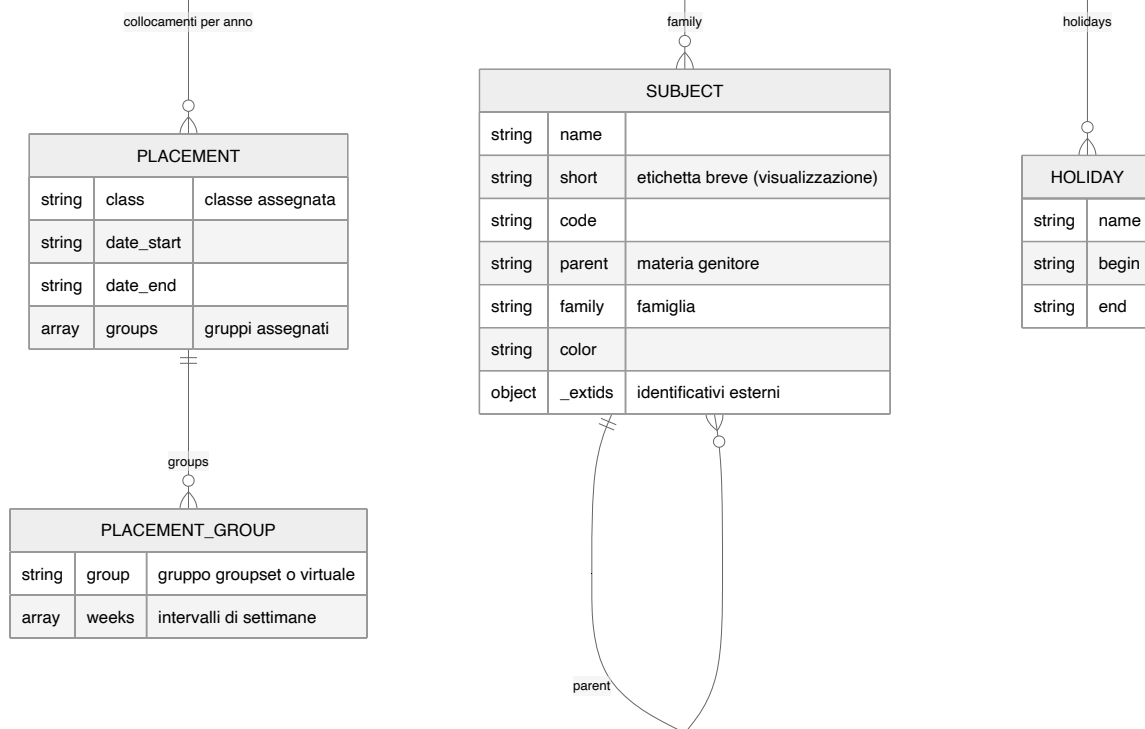 collocamenti per anno
family
holidays
PLACEMENT
string class classe assegnata
string date_start
string date_end
array groups gruppi assegnati
groups
PLACEMENT_GROUP
string group gruppo groupset o virtuale
array weeks intervalli di settimane
SUBJECT
string name
string short etichetta breve (visualizzazione)
string code
string parent materia genitore
string family famiglia
string color
object _extids identificativi esterni
parent
HOLIDAY
string name
string begin
string end